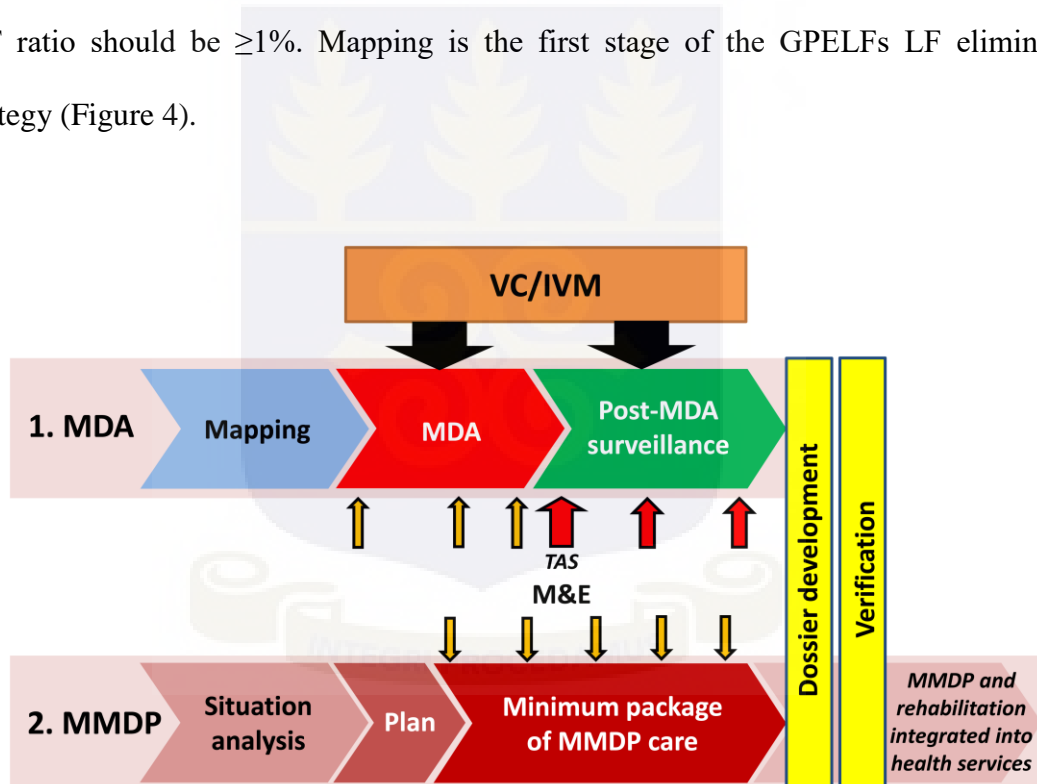 ratio should be ≥1%. Mapping is the first stage of the GPELFs LF elimin
tegy (Figure 4).
VC/IVM
1. MDA
Mapping
MDA
Post-MDA
surveillance
TAS
M&E
Dossier development
Verification
2. MMDP
Situation
analysis
Plan
Minimum package
of MMDP care
MMDP and
rehabilitation
integrated into
health services